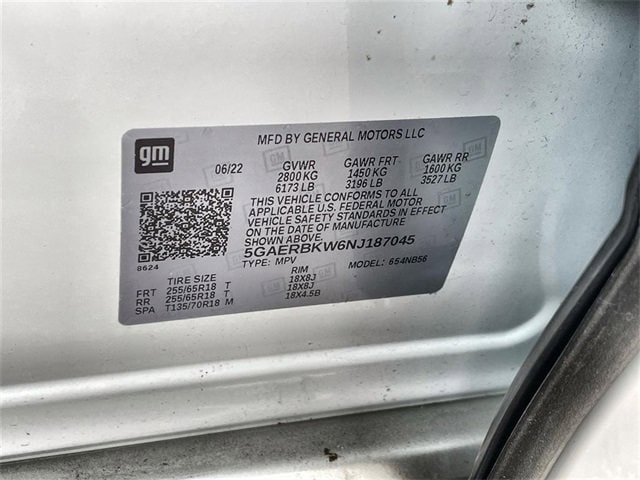 gm MFD BY GENERAL MOTORS LLC
06/22 GVWR GAWR FRT GAWR RR
2800 KG 1450 KG 1600 KG
6173 LB 3196 LB 3527 LB
THIS VEHICLE CONFORMS TO ALL
APPLICABLE U.S. FEDERAL MOTOR
VEHICLE SAFETY STANDARDS IN EFFECT
ON THE DATE OF MANUFACTURE
SHOWN ABOVE
5GAERBKW6NJ187045
8624 TYPE: MPV MODEL: 654NB56
TIRE SIZE RIM
FRT 255/65R18 T 18X8J
RR 255/65R18 T 18X8J
SPA T135/70R18 M 18X4.5B